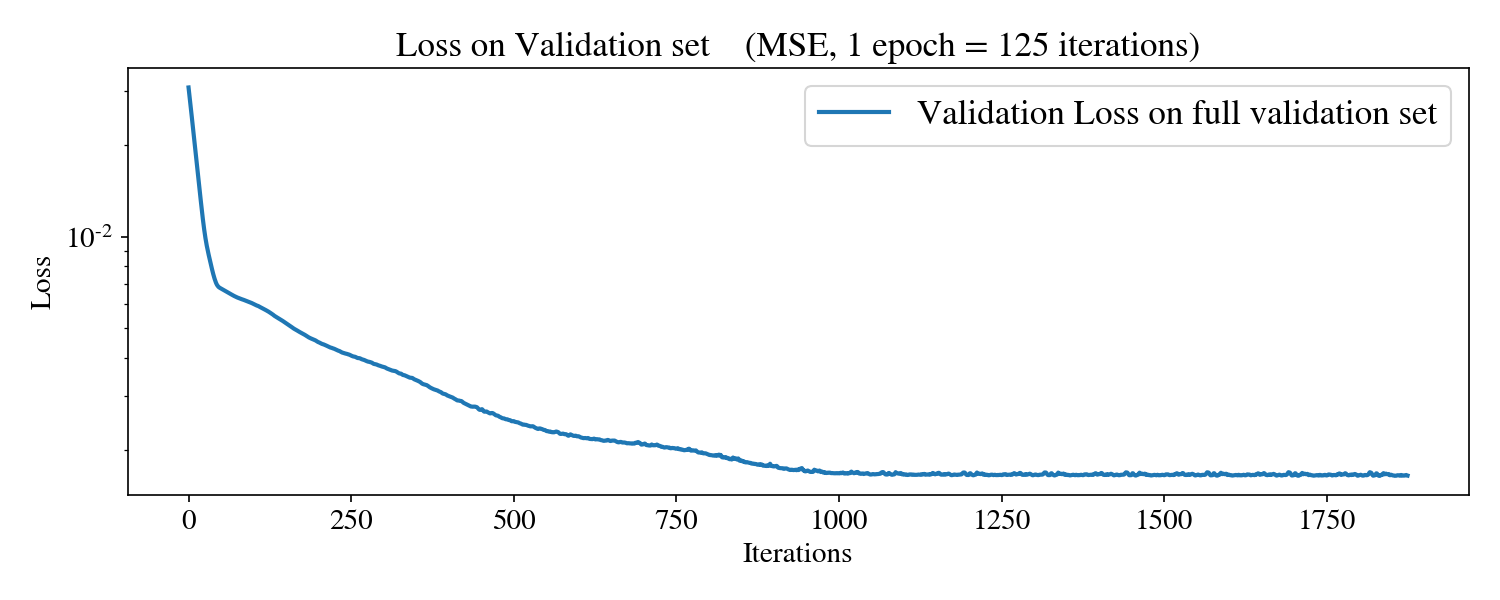 Loss on Validation set (MSE, 1 epoch = 125 iterations)
Validation Loss on full validation set
10⁻²
Loss
0 250 500 750 1000 1250 1500 1750
Iterations